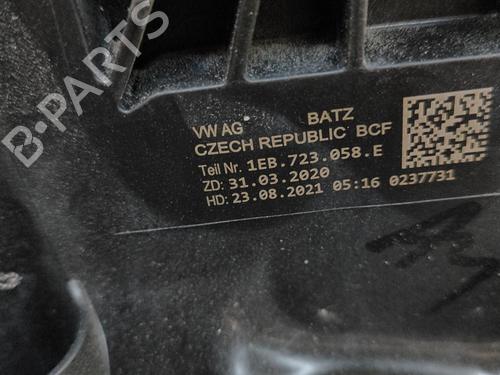 B-PARTS
VW AG BATZ
CZECH REPUBLIC BCF
Teil Nr. 1EB.723.058.E
ZD: 31.03.2020
HD: 23.08.2021 05:16 0237731